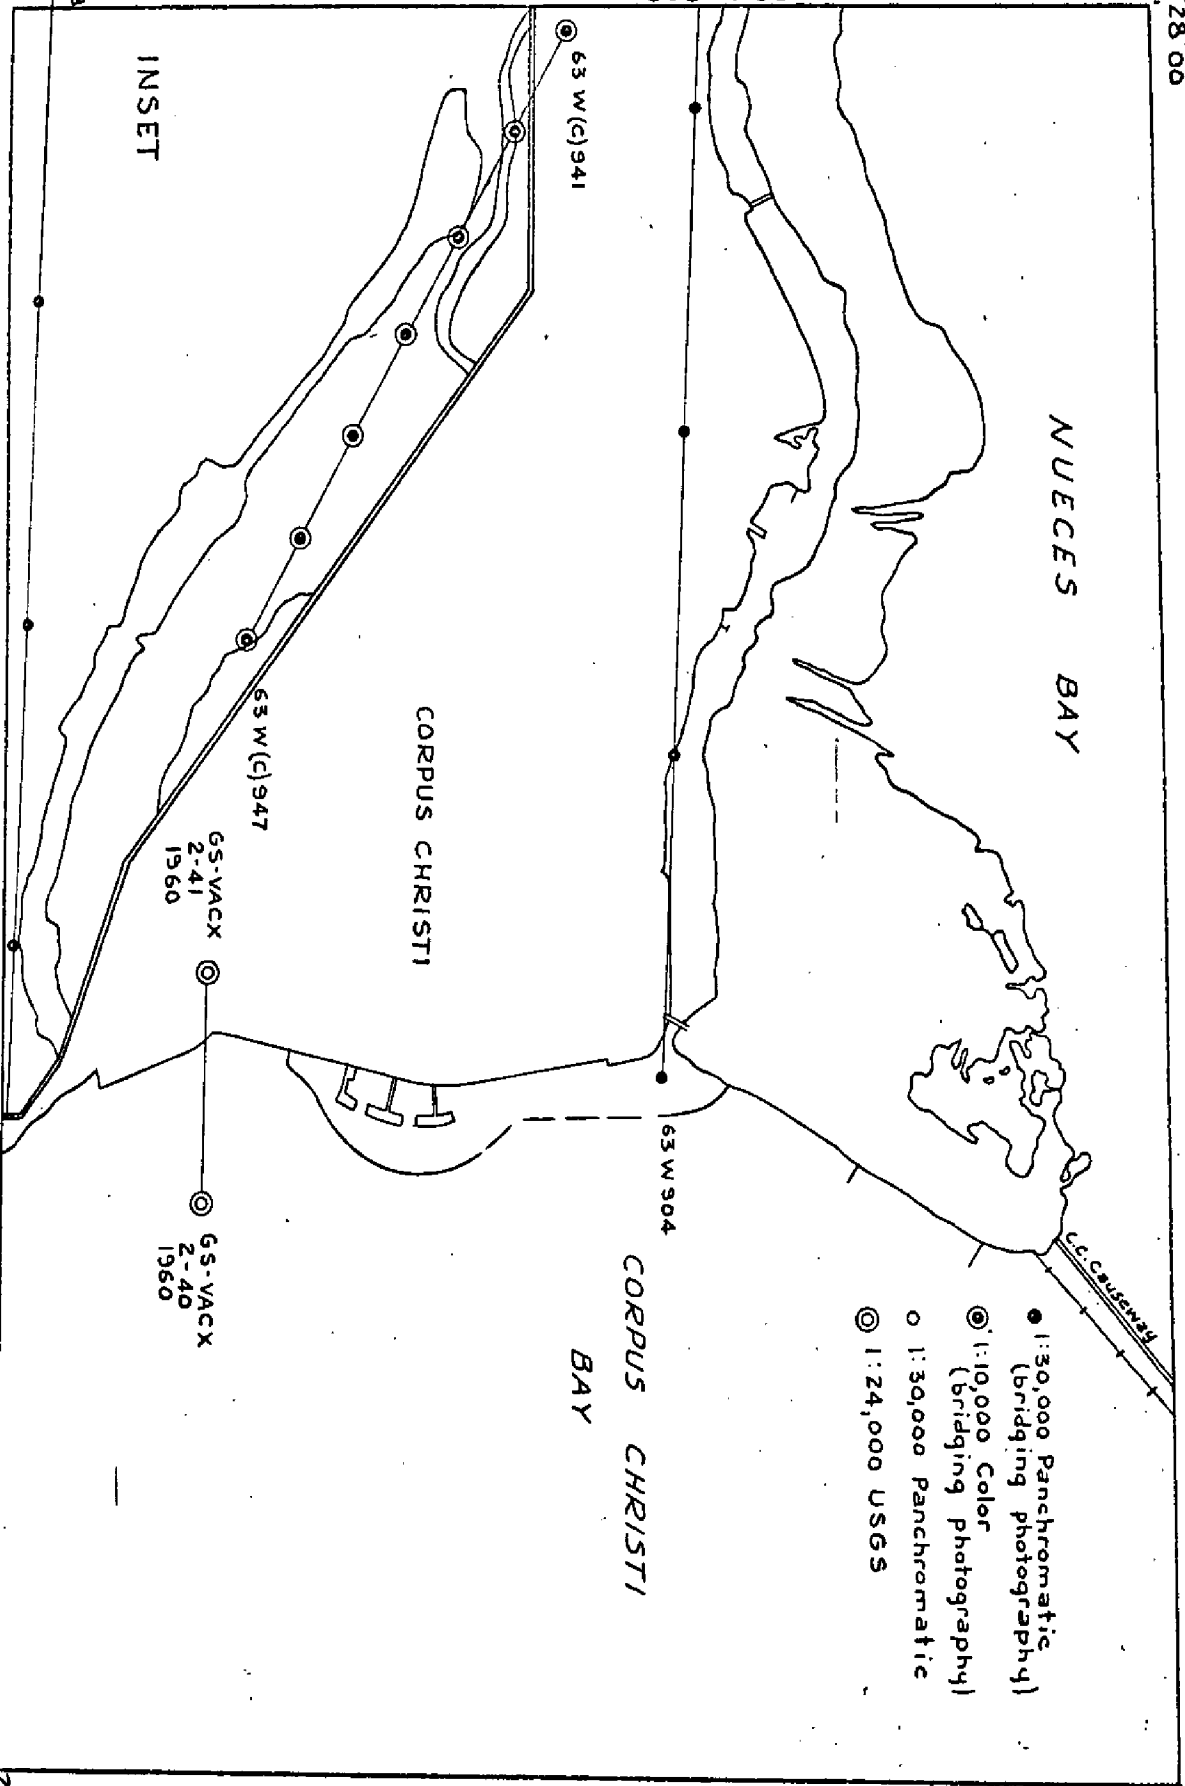 28 00
NUECES BAY
C.C. Causeway
1:30,000 Panchromatic
(bridging photography)
1:10,000 Color
(bridging photography)
1:30,000 Panchromatic
1:24,000 USGS
63 W 904
CORPUS CHRISTI
BAY
63 W(C)941
CORPUS CHRISTI
INSET
63 W(C)947
GS-VACX
2-41
1960
GS-VACX
2-40
1960